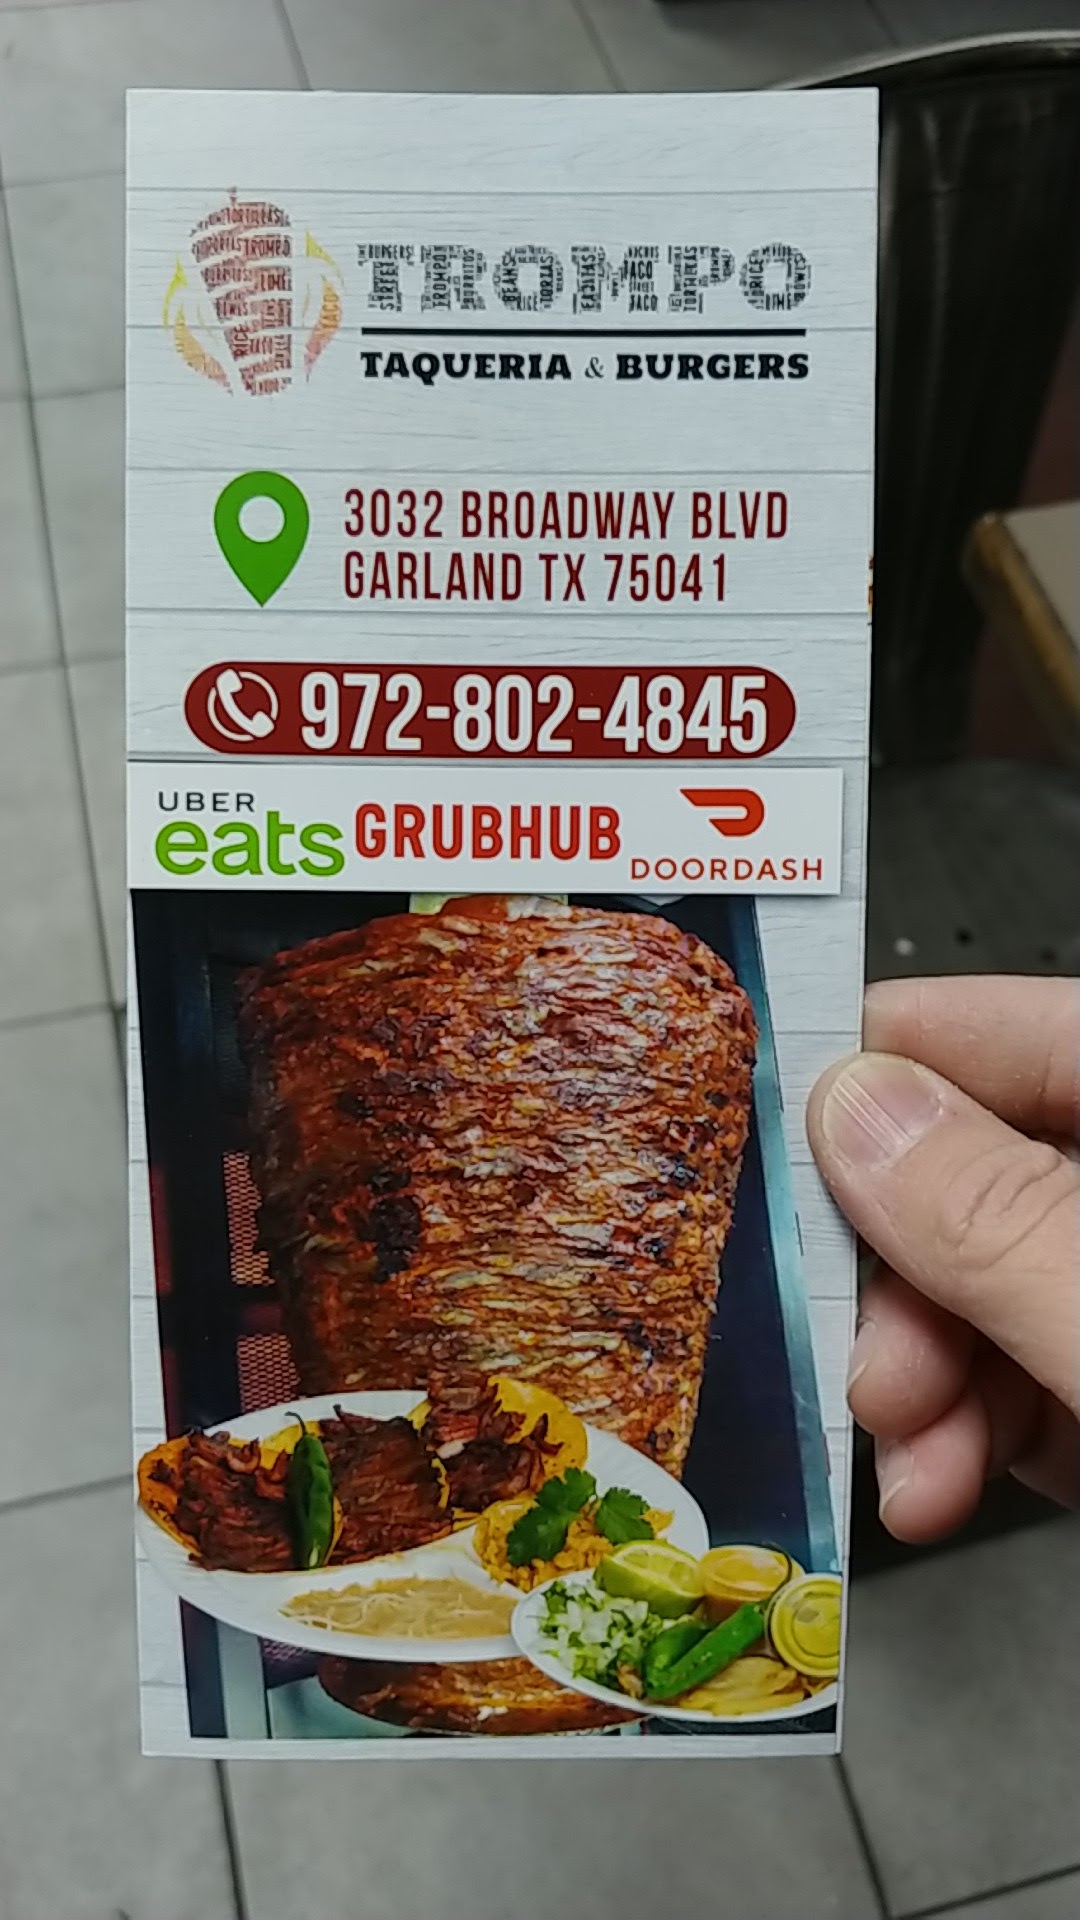 TROMPO
TAQUERIA & BURGERS
3032 BROADWAY BLVD
GARLAND TX 75041
972-802-4845
UBER
eats
GRUBHUB
DOORDASH